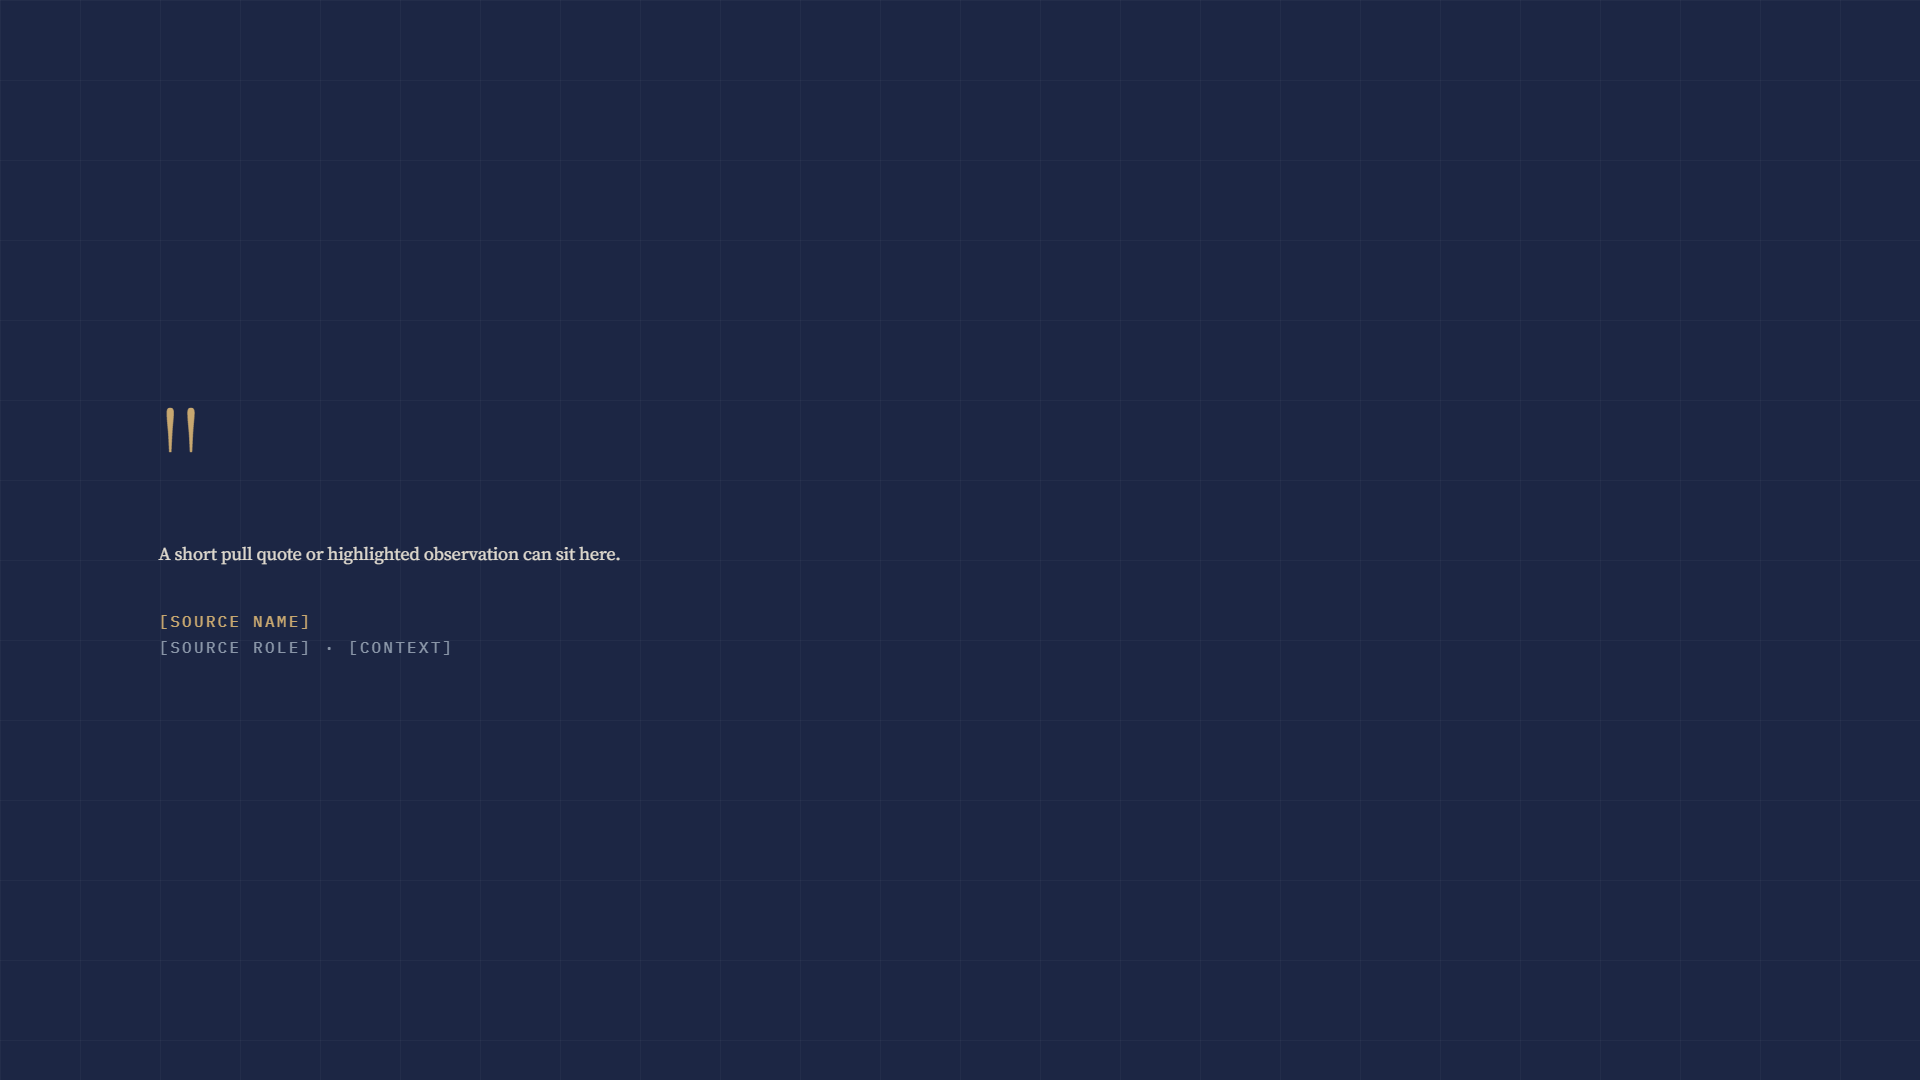 "
A short pull quote or highlighted observation can sit here.
[SOURCE NAME]
[SOURCE ROLE] · [CONTEXT]